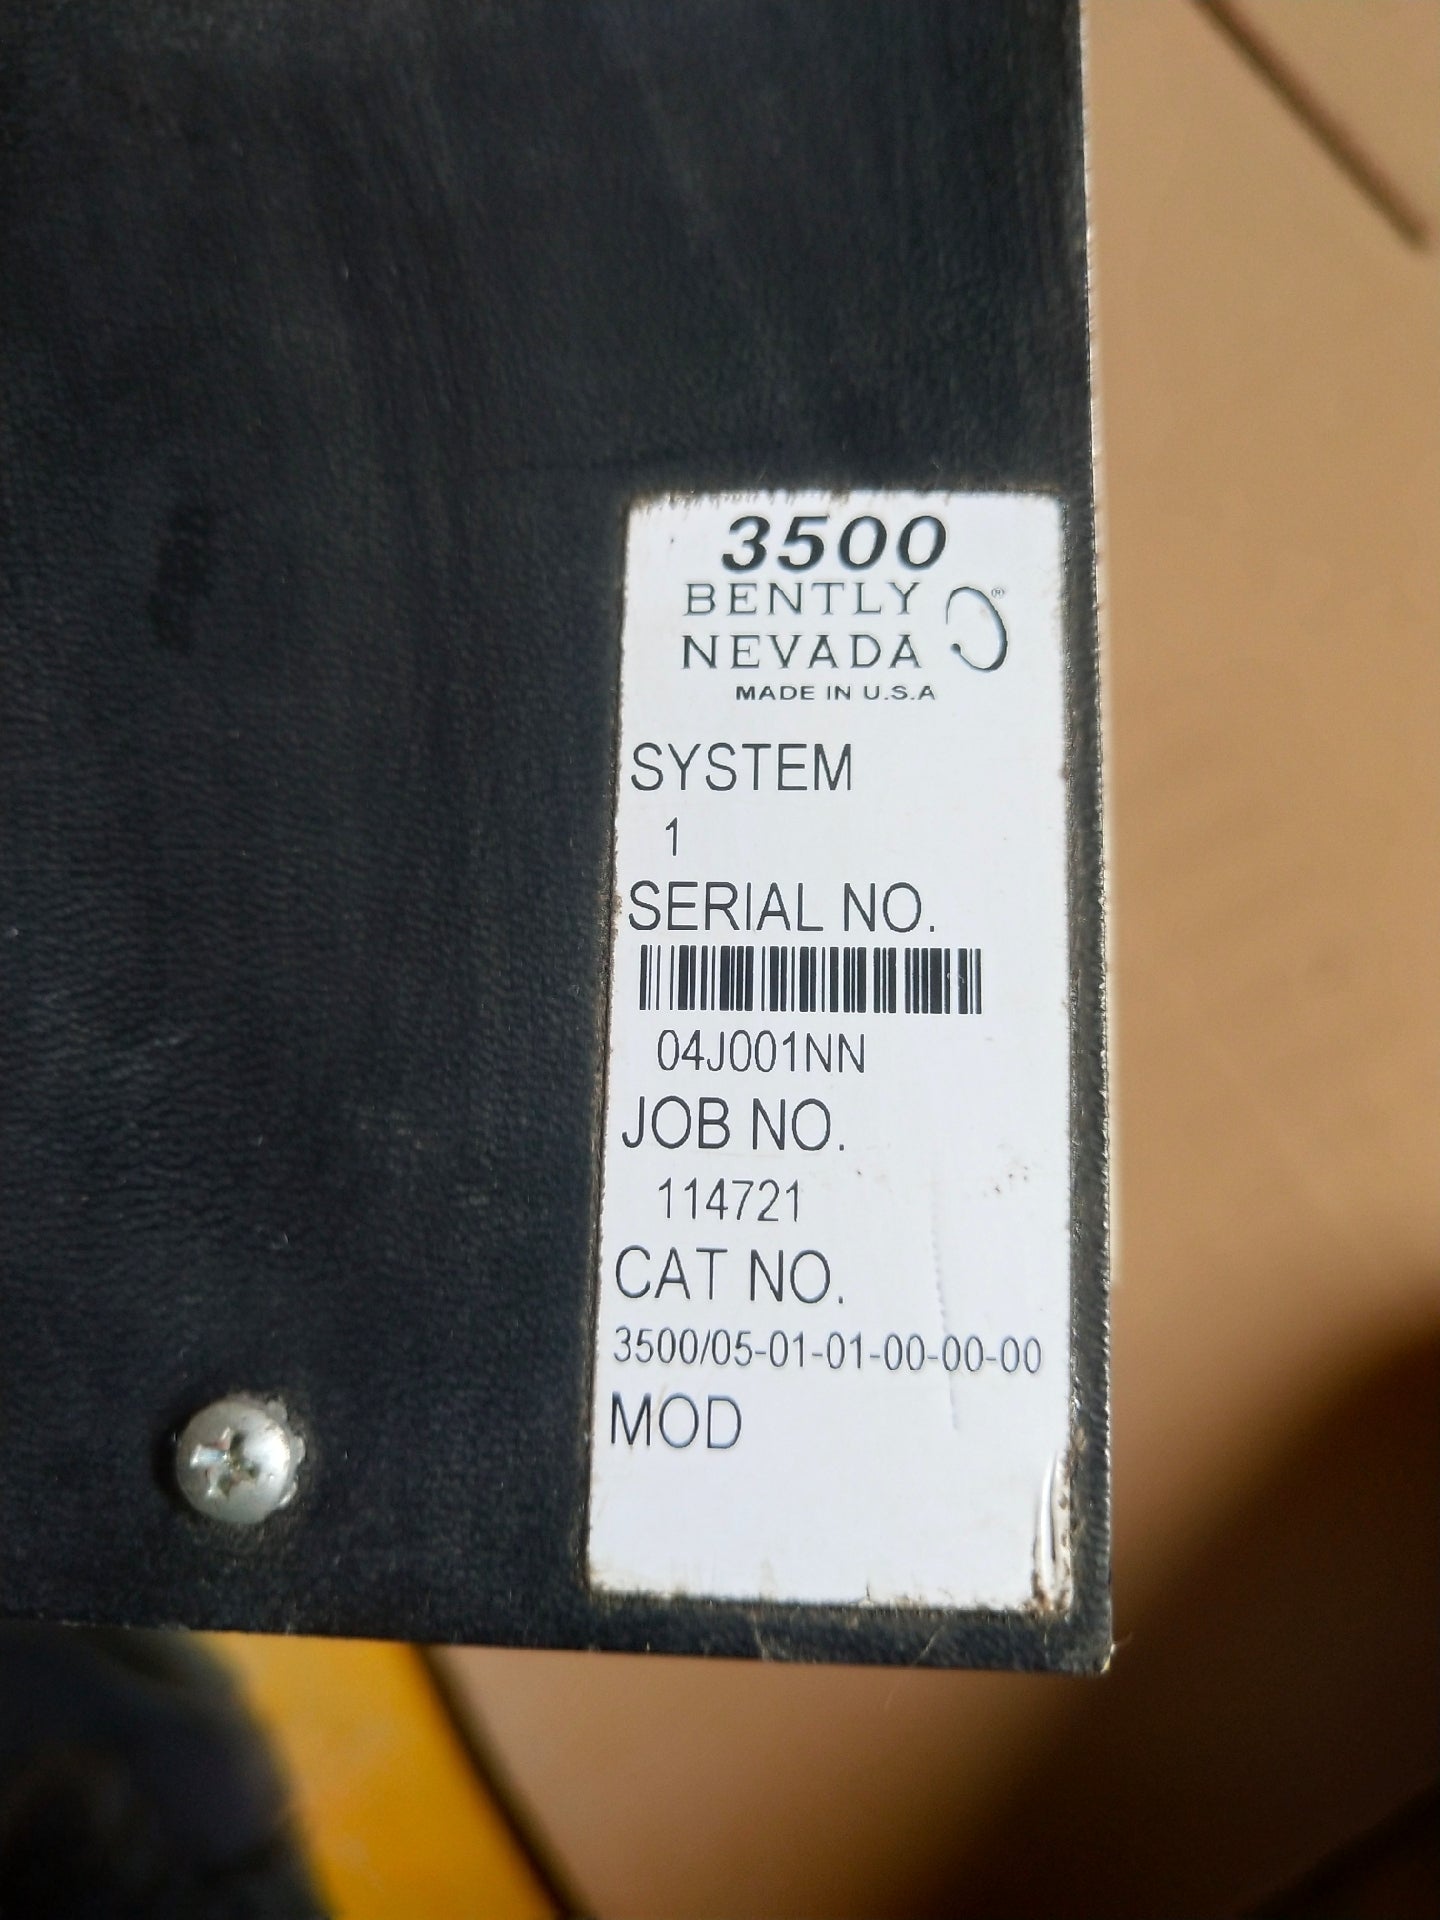 3500
BENTLY
NEVADA ®
MADE IN U.S.A
SYSTEM
1
SERIAL NO.
04J001NN
JOB NO.
114721
CAT NO.
3500/05-01-01-00-00-00
MOD